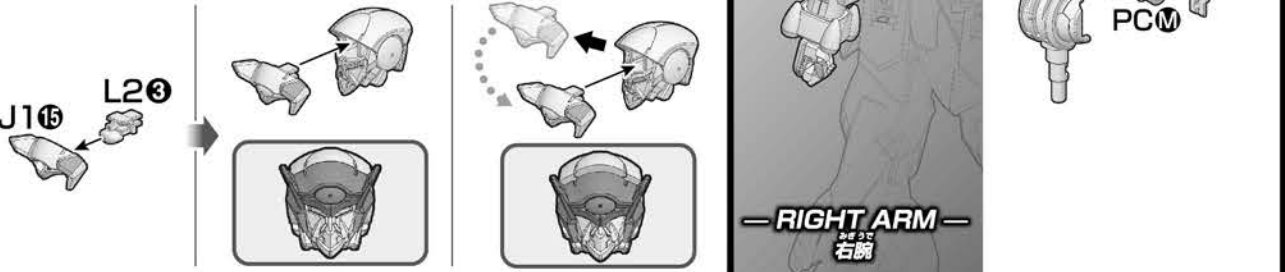 L2❸
J1⓯
— RIGHT ARM —
みぎ うで
右腕
PCⓂ